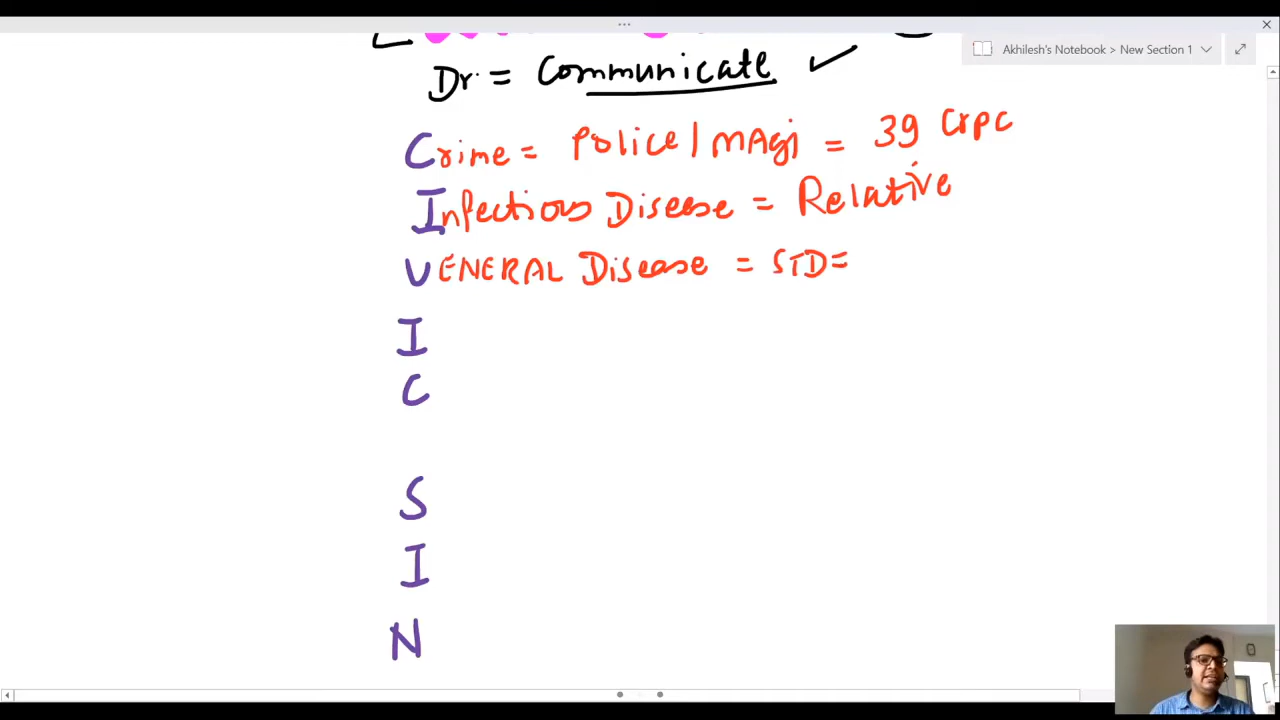 Akhilesh's Notebook > New Section 1
Dr. = Communicate
Crime = Police/MAgi = 39 Crpc
Infectious Disease = Relative
VENERAL Disease = STD=
I
C
S
I
N